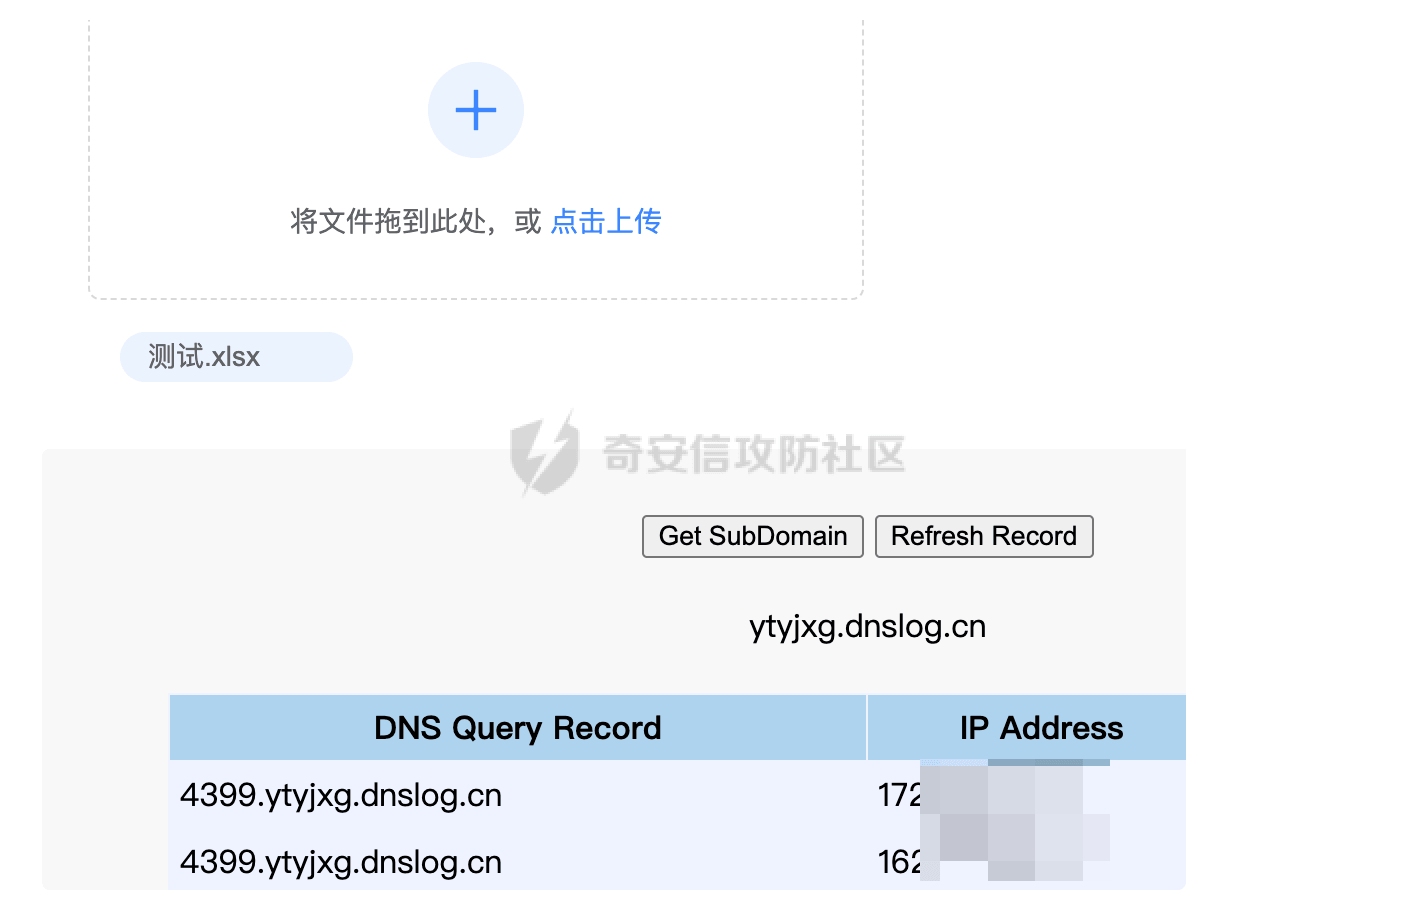 将文件拖到此处，或 点击上传
测试.xlsx
奇安信攻防社区
Get SubDomain Refresh Record
ytyjxg.dnslog.cn
DNS Query Record IP Address
4399.ytyjxg.dnslog.cn 172
4399.ytyjxg.dnslog.cn 162